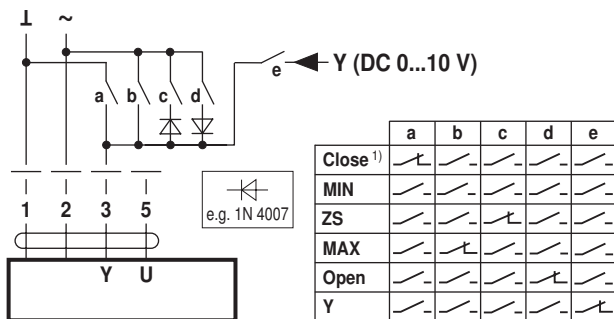 ⊥ ~
a b c d e Y (DC 0...10 V)
1 2 3 5
Y U
e.g. 1N 4007
a b c d e
Close 1)
MIN
ZS
MAX
Open
Y